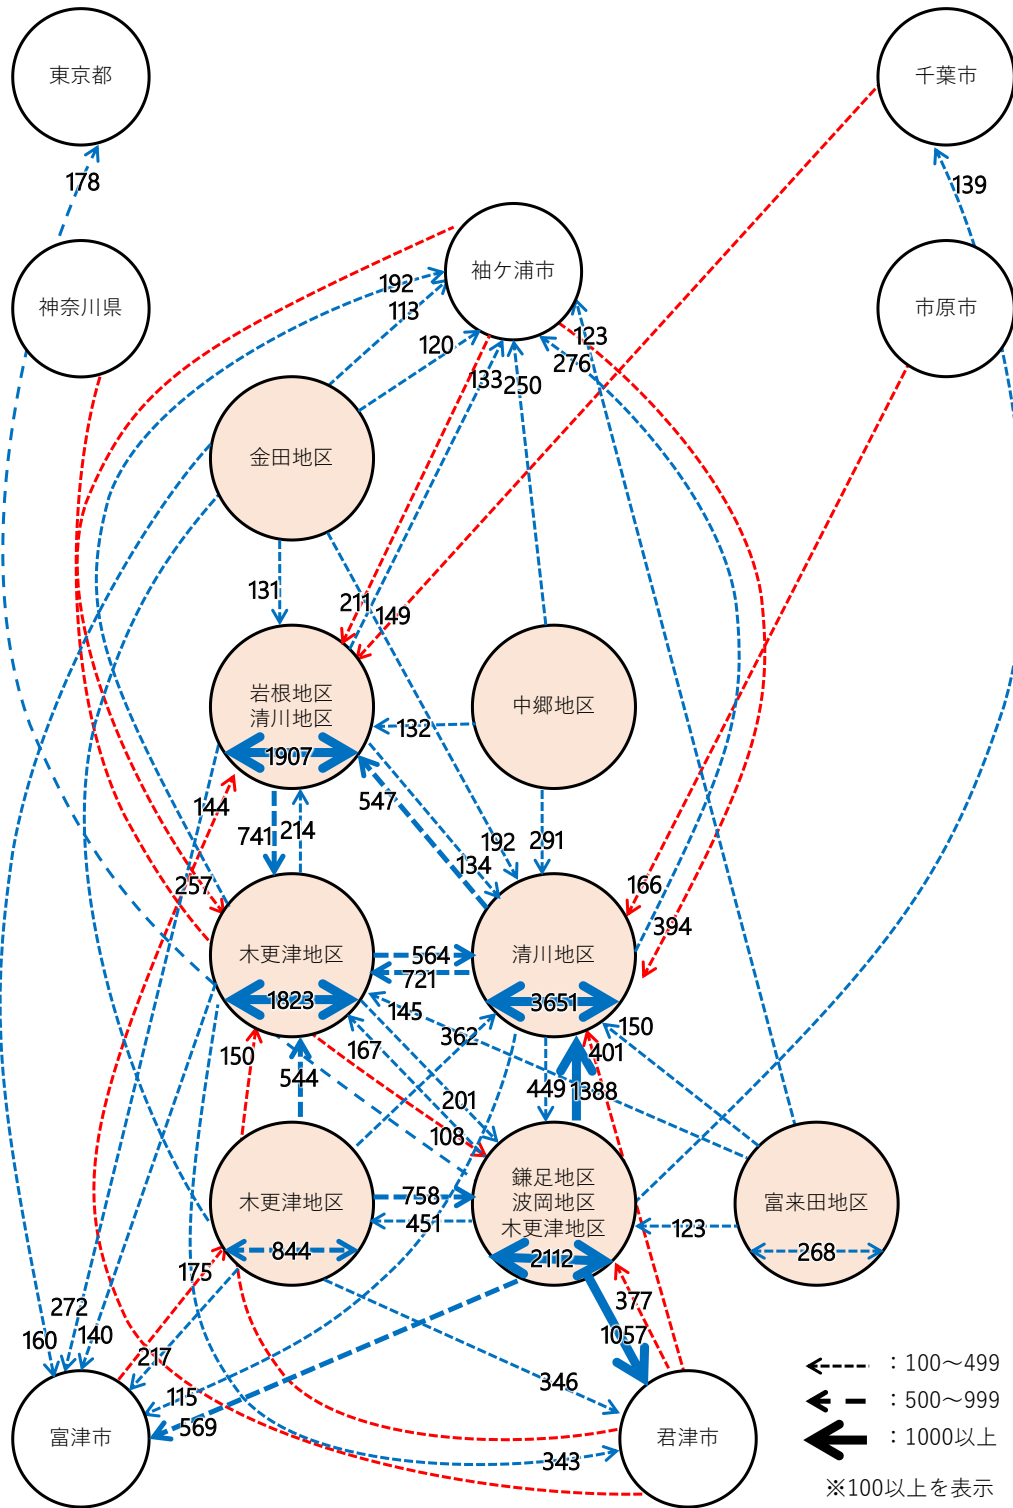 東京都
千葉市
178
139
袖ケ浦市
神奈川県
市原市
192
113
120
123
276
133
250
金田地区
131
211
149
岩根地区
清川地区
1907
中郷地区
132
547
144
741
214
192
134
291
257
166
394
木更津地区
1823
564
721
清川地区
3651
145
150
362
150
167
401
544
449
1388
201
108
木更津地区
844
758
451
鎌足地区
波岡地区
木更津地区
2112
123
富来田地区
268
175
272
160
140
217
377
1057
115
569
346
343
富津市
君津市
：100～499
：500～999
：1000以上
※100以上を表示